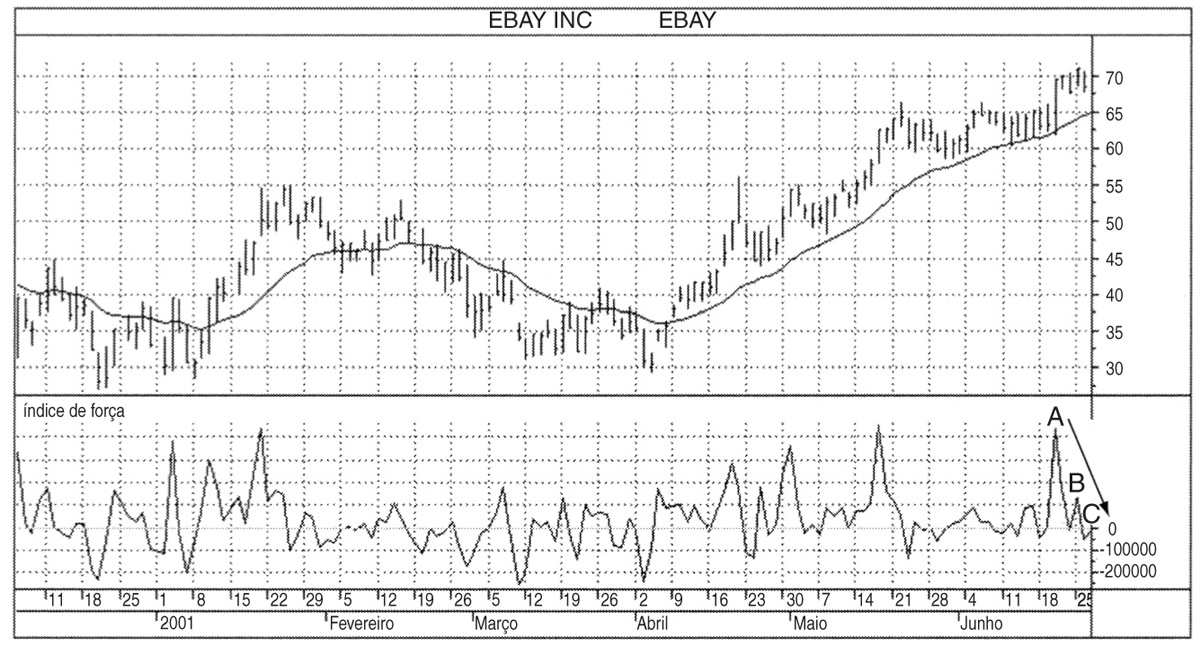 EBAY INC EBAY
70
65
60
55
50
45
40
35
30
índice de força
A
B
C
0
-100000
-200000
11 18 25 1 8 15 22 29 5 12 19 26 5 12 19 26 2 9 16 23 30 7 14 21 28 4 11 18 25
2001 Fevereiro Março Abril Maio Junho